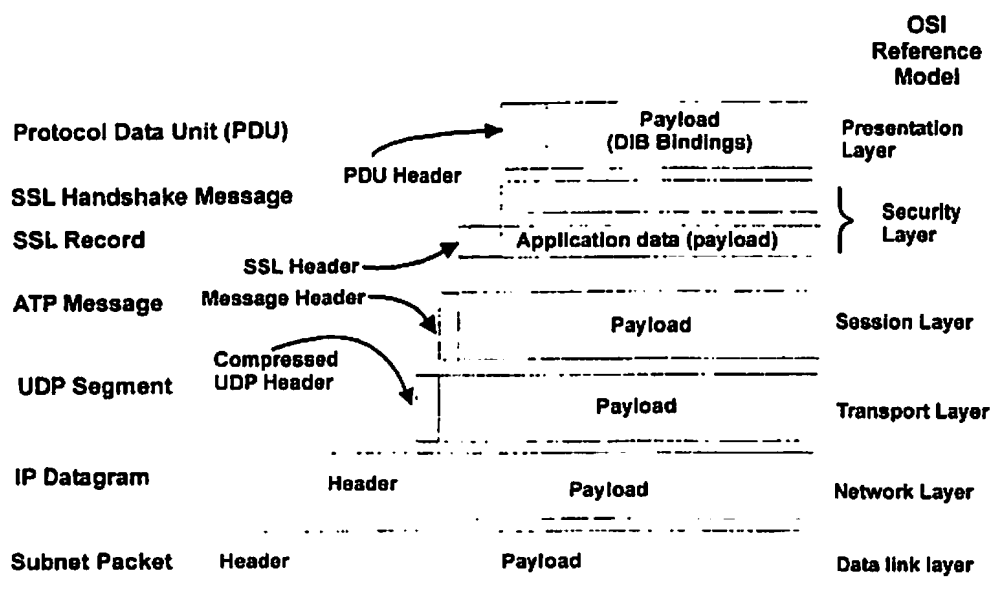 OSI
Reference
Model
Protocol Data Unit (PDU)
Payload
(DIB Bindings)
Presentation
Layer
PDU Header
SSL Handshake Message
Security
Layer
SSL Record
Application data (payload)
SSL Header
ATP Message
Message Header
Payload
Session Layer
Compressed
UDP Header
UDP Segment
Payload
Transport Layer
IP Datagram
Header
Payload
Network Layer
Subnet Packet
Header
Payload
Data link layer